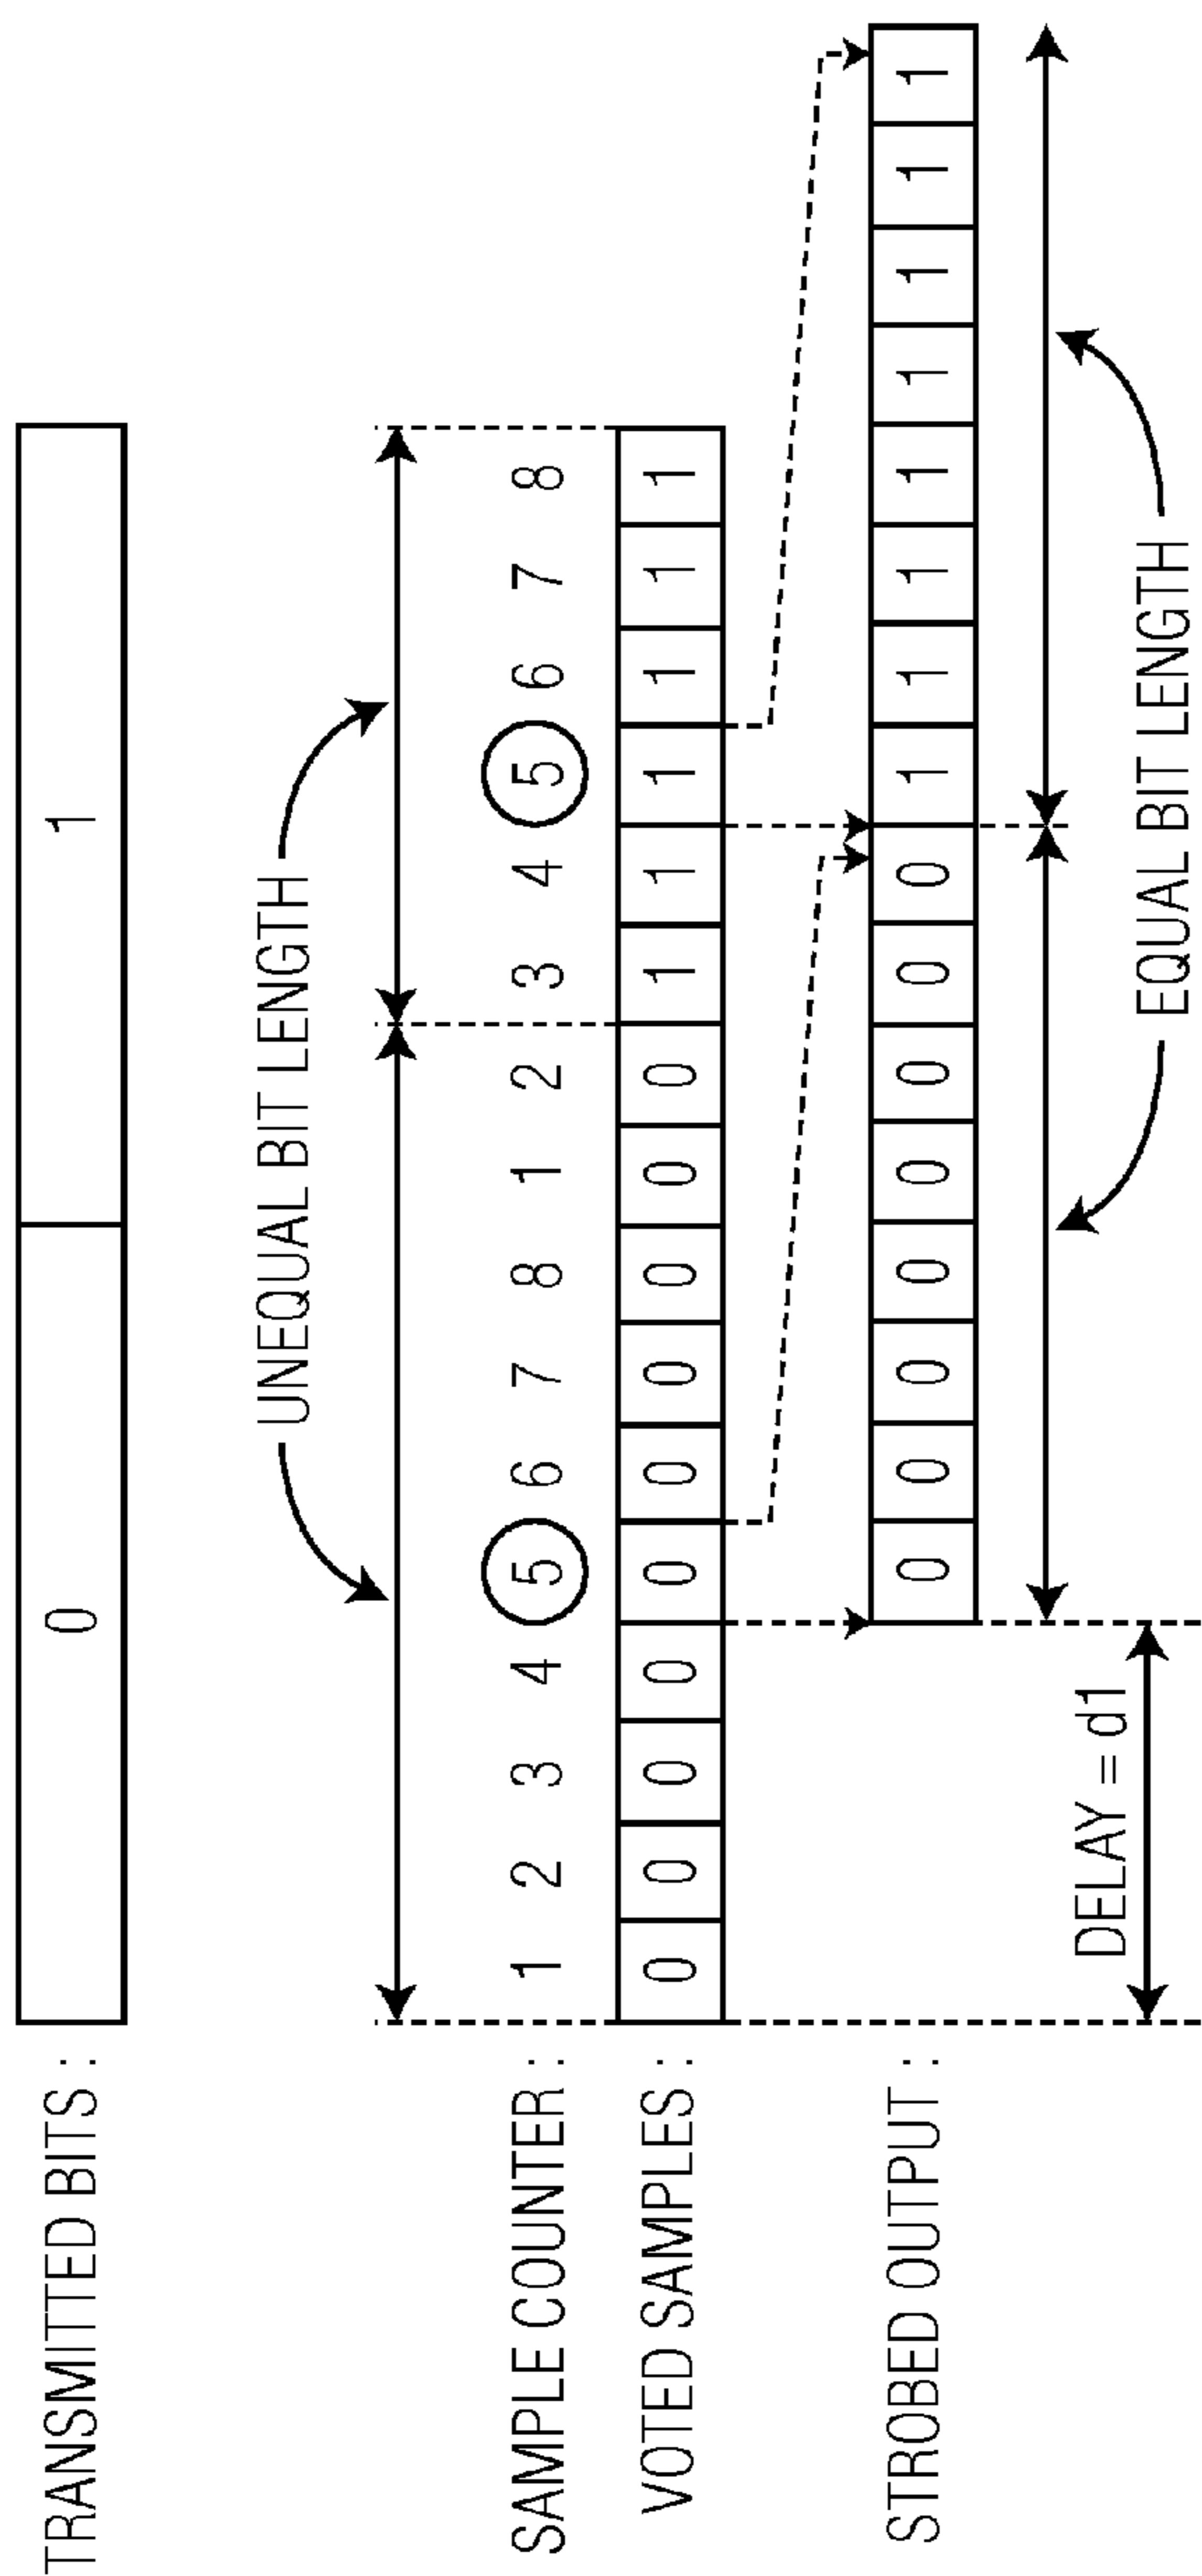 TRANSMITTED BITS : 0 1
UNEQUAL BIT LENGTH
SAMPLE COUNTER : 1 2 3 4 5 6 7 8 1 2 3 4 5 6 7 8
VOTED SAMPLES : 0 0 0 0 0 0 0 0 0 0 1 1 1 1 1 1
STROBED OUTPUT : 0 0 0 0 0 0 0 0 1 1 1 1 1 1 1 1
DELAY = d1
EQUAL BIT LENGTH